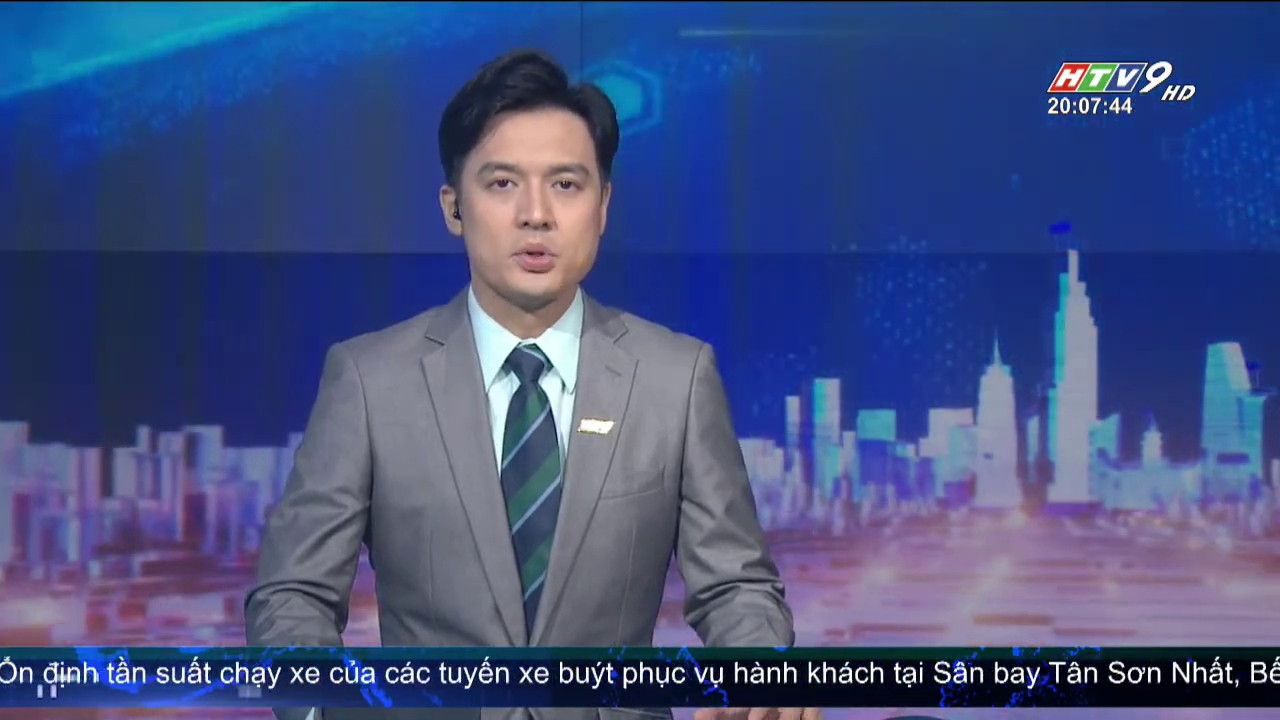 HTV9 HD
20:07:44
Ổn định tần suất chạy xe của các tuyến xe buýt phục vụ hành khách tại Sân bay Tân Sơn Nhất,